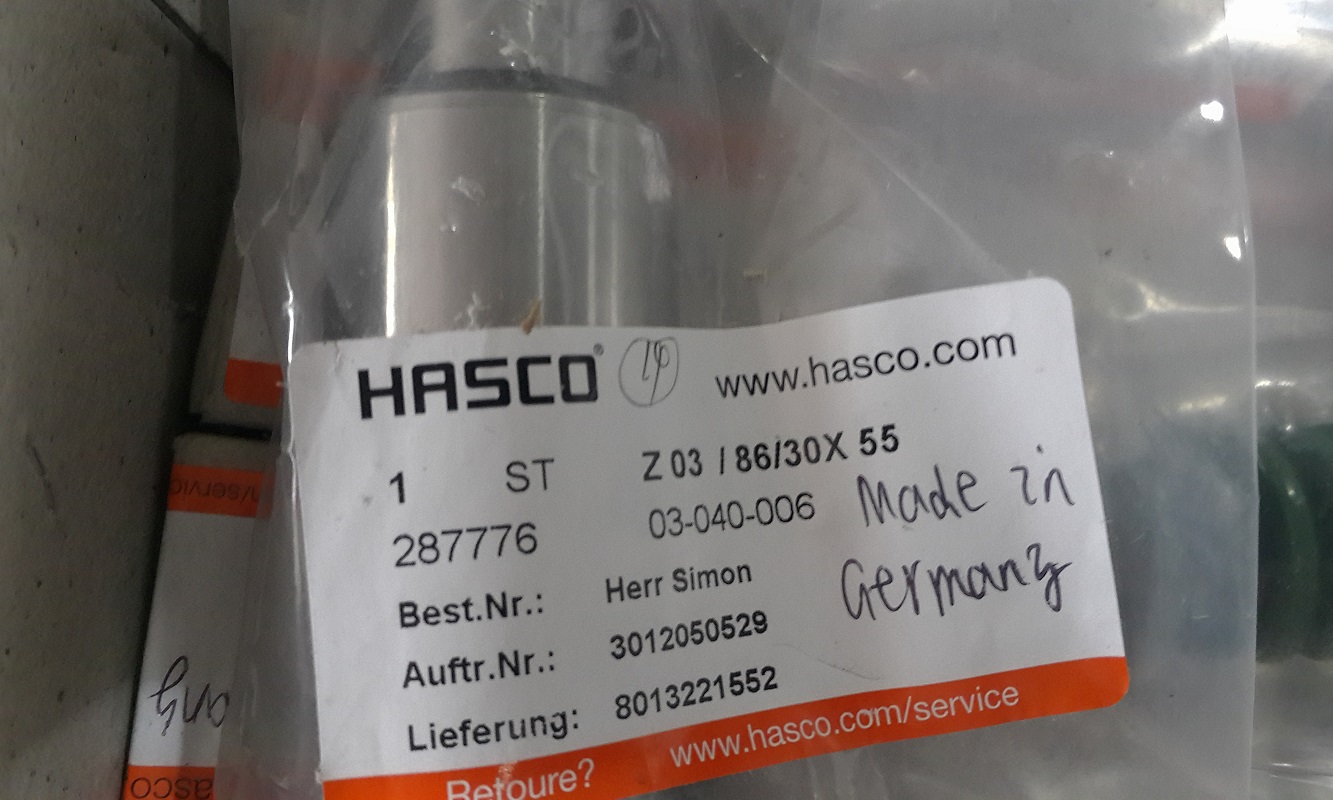 HASCO® 14 www.hasco.com
1 ST Z 03 / 86/30X 55
287776 03-040-006 Made in
Germany
Best.Nr.: Herr Simon
Auftr.Nr.: 3012050529
Lieferung: 8013221552
Retoure? www.hasco.com/service